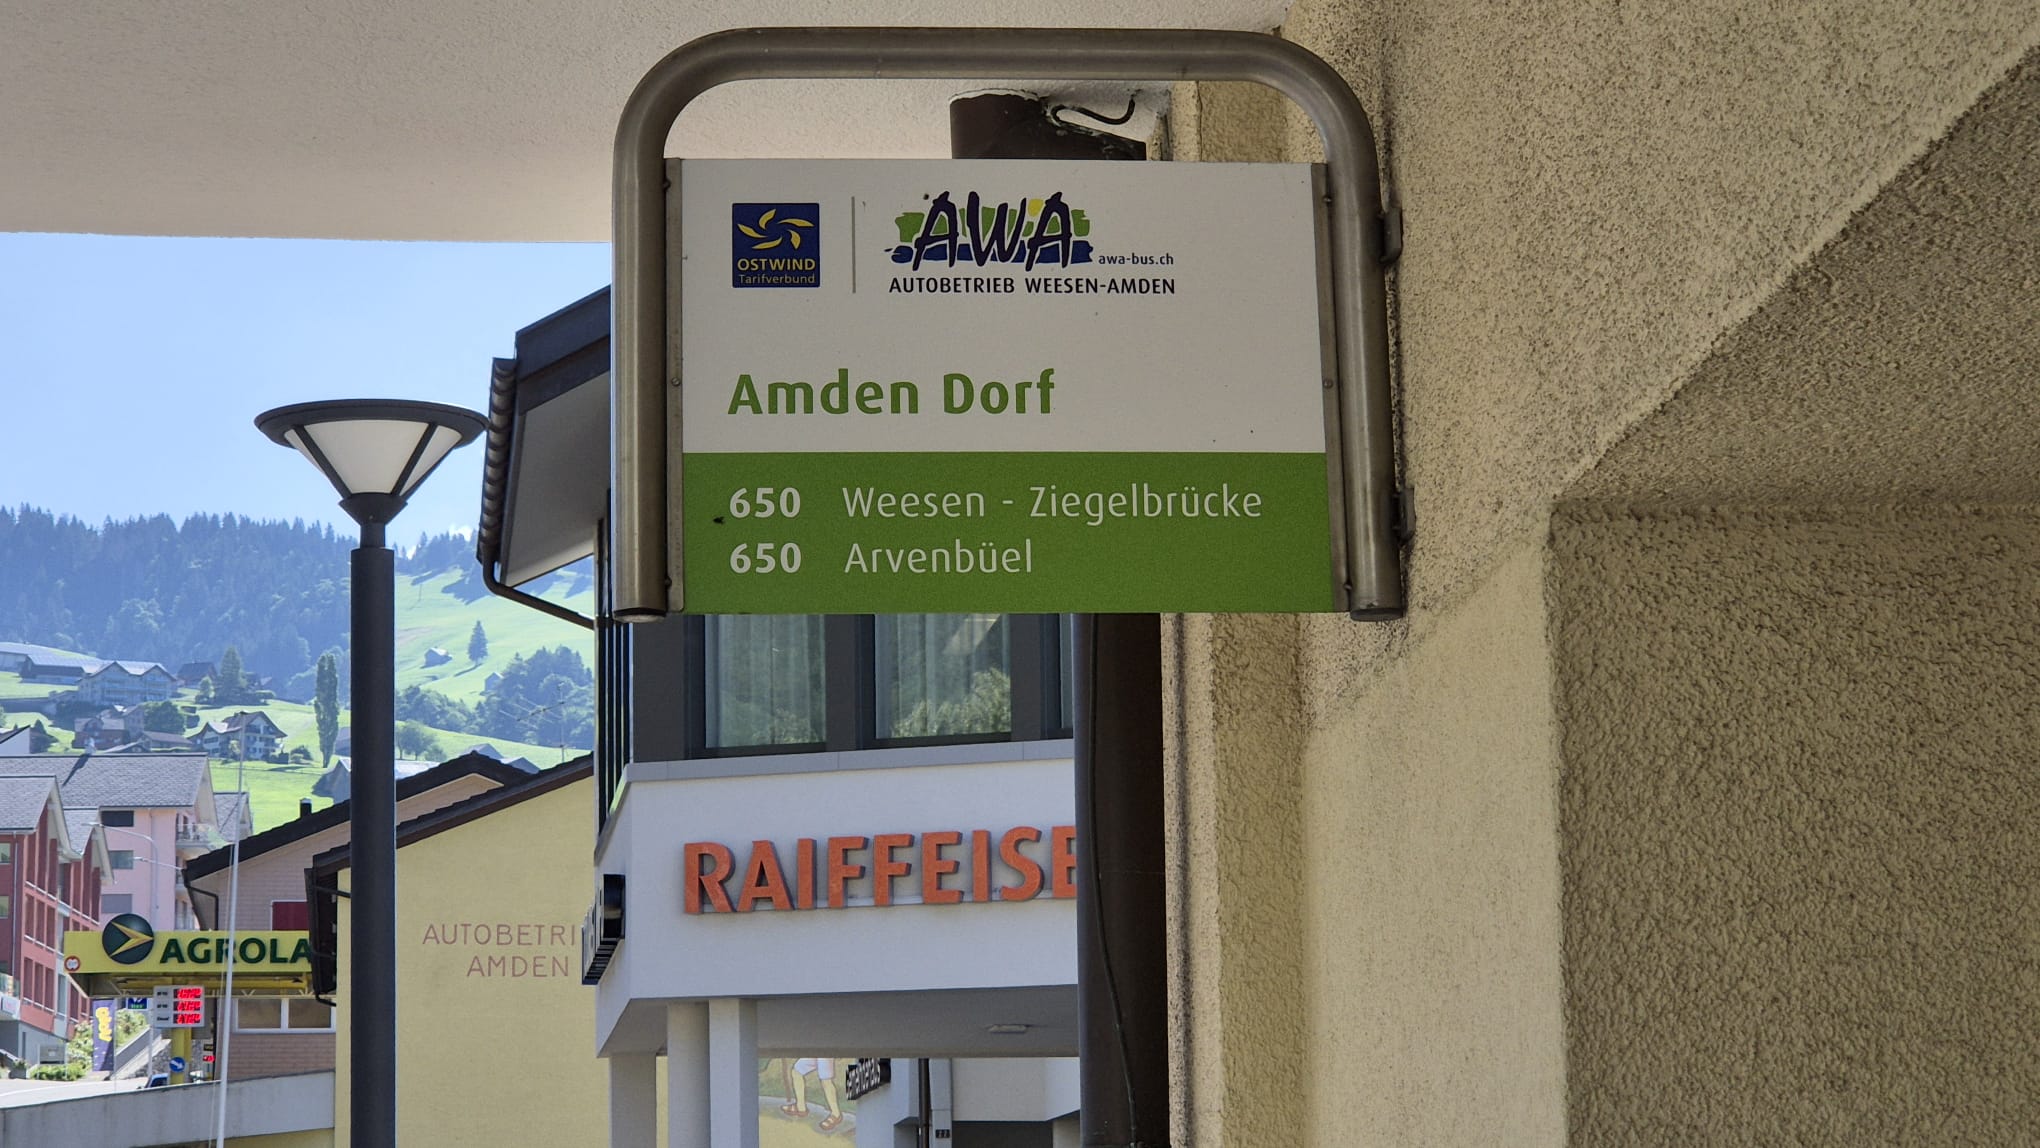 OSTWIND
Tarifverbund
AWA
awa-bus.ch
AUTOBETRIEB WEESEN-AMDEN
Amden Dorf
650 Weesen - Ziegelbrücke
650 Arvenbüel
RAIFFEISE
AUTOBETRI
AMDEN
AGROLA